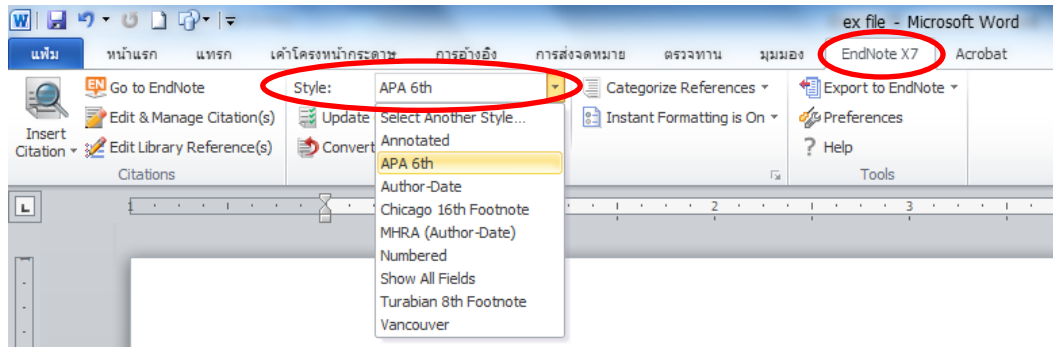 ex file - Microsoft Word
แฟ้ม หน้าแรก แทรก เค้าโครงหน้ากระดาษ การอ้างอิง การส่งจดหมาย ตรวจทาน มุมมอง EndNote X7 Acrobat
Go to EndNote Style: APA 6th Categorize References Export to EndNote
Edit & Manage Citation(s) Update Select Another Style... Instant Formatting is On Preferences
Insert Citation Edit Library Reference(s) Convert Annotated Help
APA 6th
Citations Tools
Author-Date
Chicago 16th Footnote
MHRA (Author-Date)
Numbered
Show All Fields
Turabian 8th Footnote
Vancouver
1 2 3